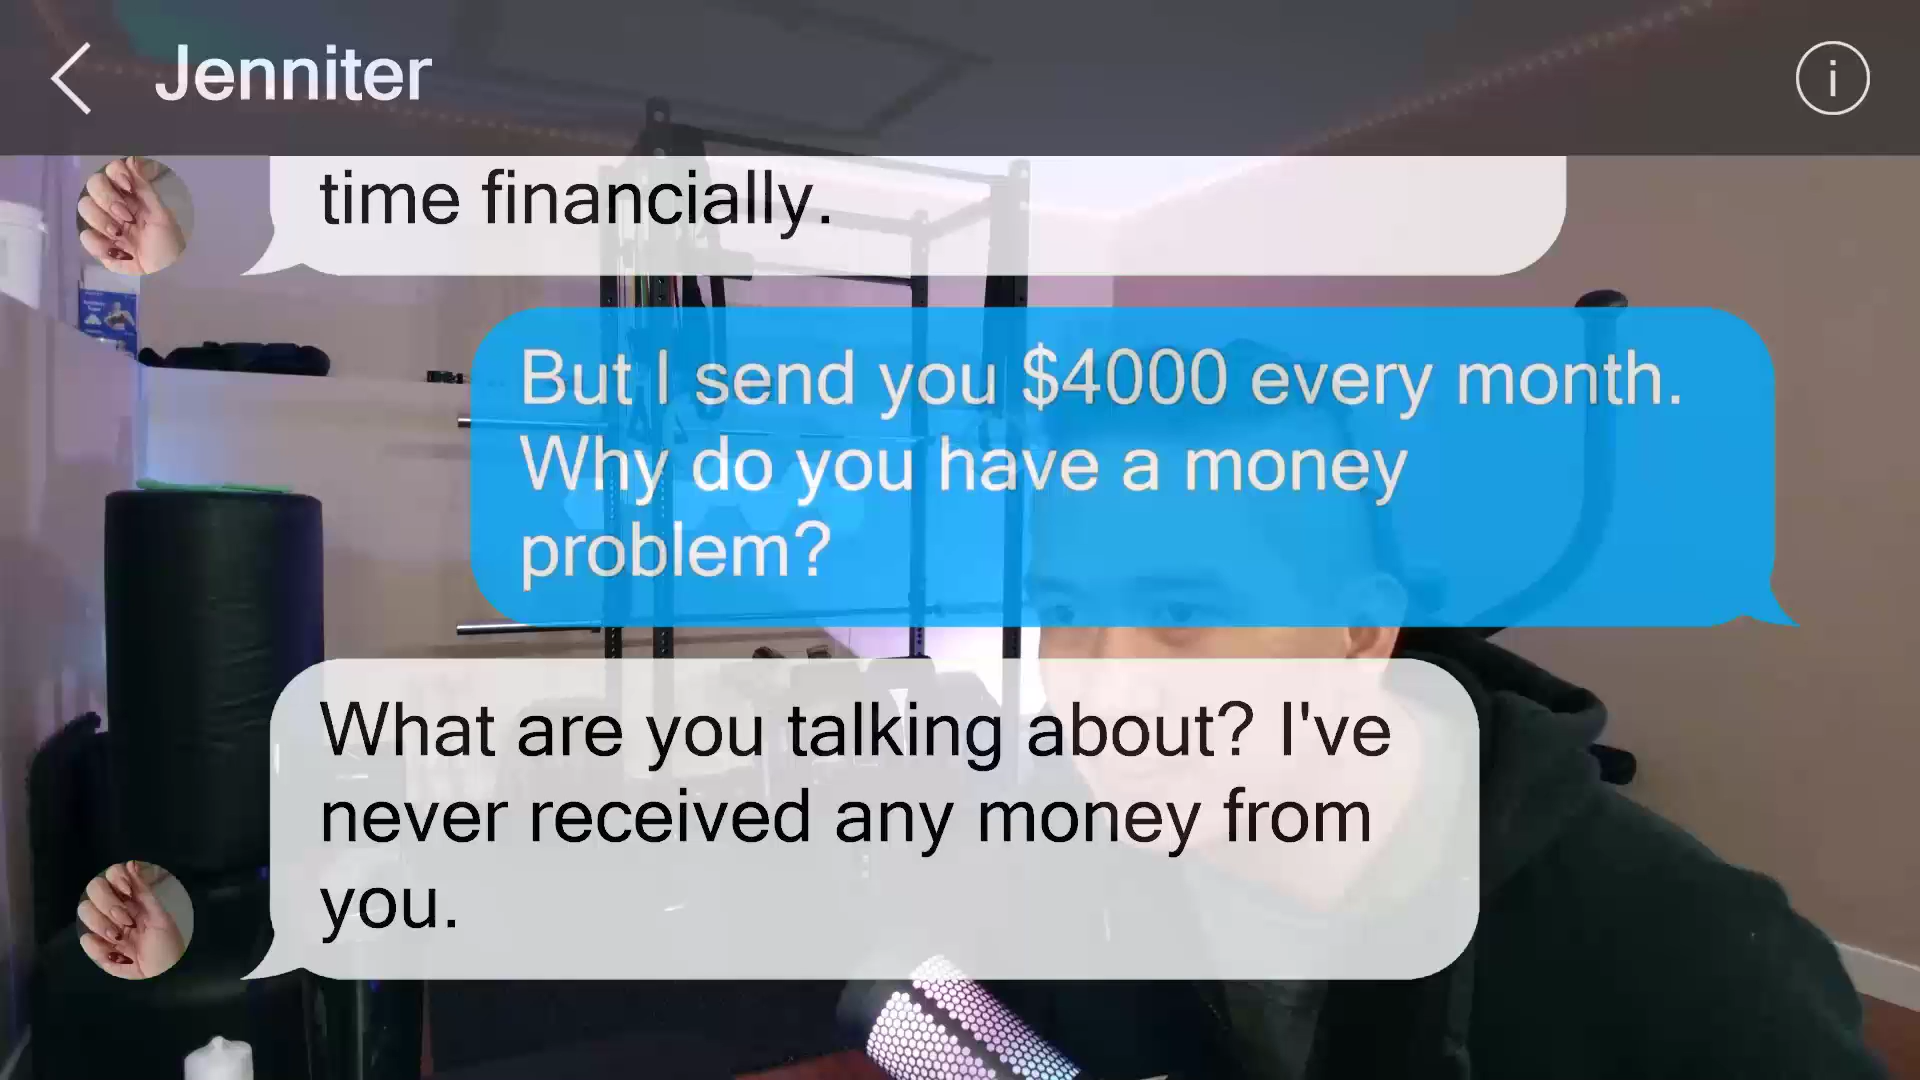 Jenniter
i
time financially.
But I send you $4000 every month.
Why do you have a money
problem?
What are you talking about? I've
never received any money from
you.